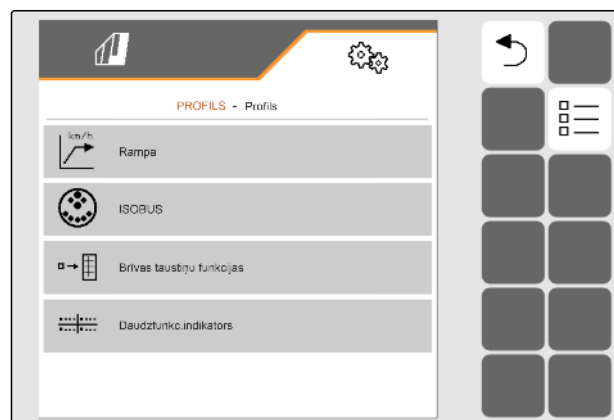 PROFILS - Profils
km/h
Rampa
ISOBUS
Brīvas taustiņu funkcijas
Daudzfunkc.indikators